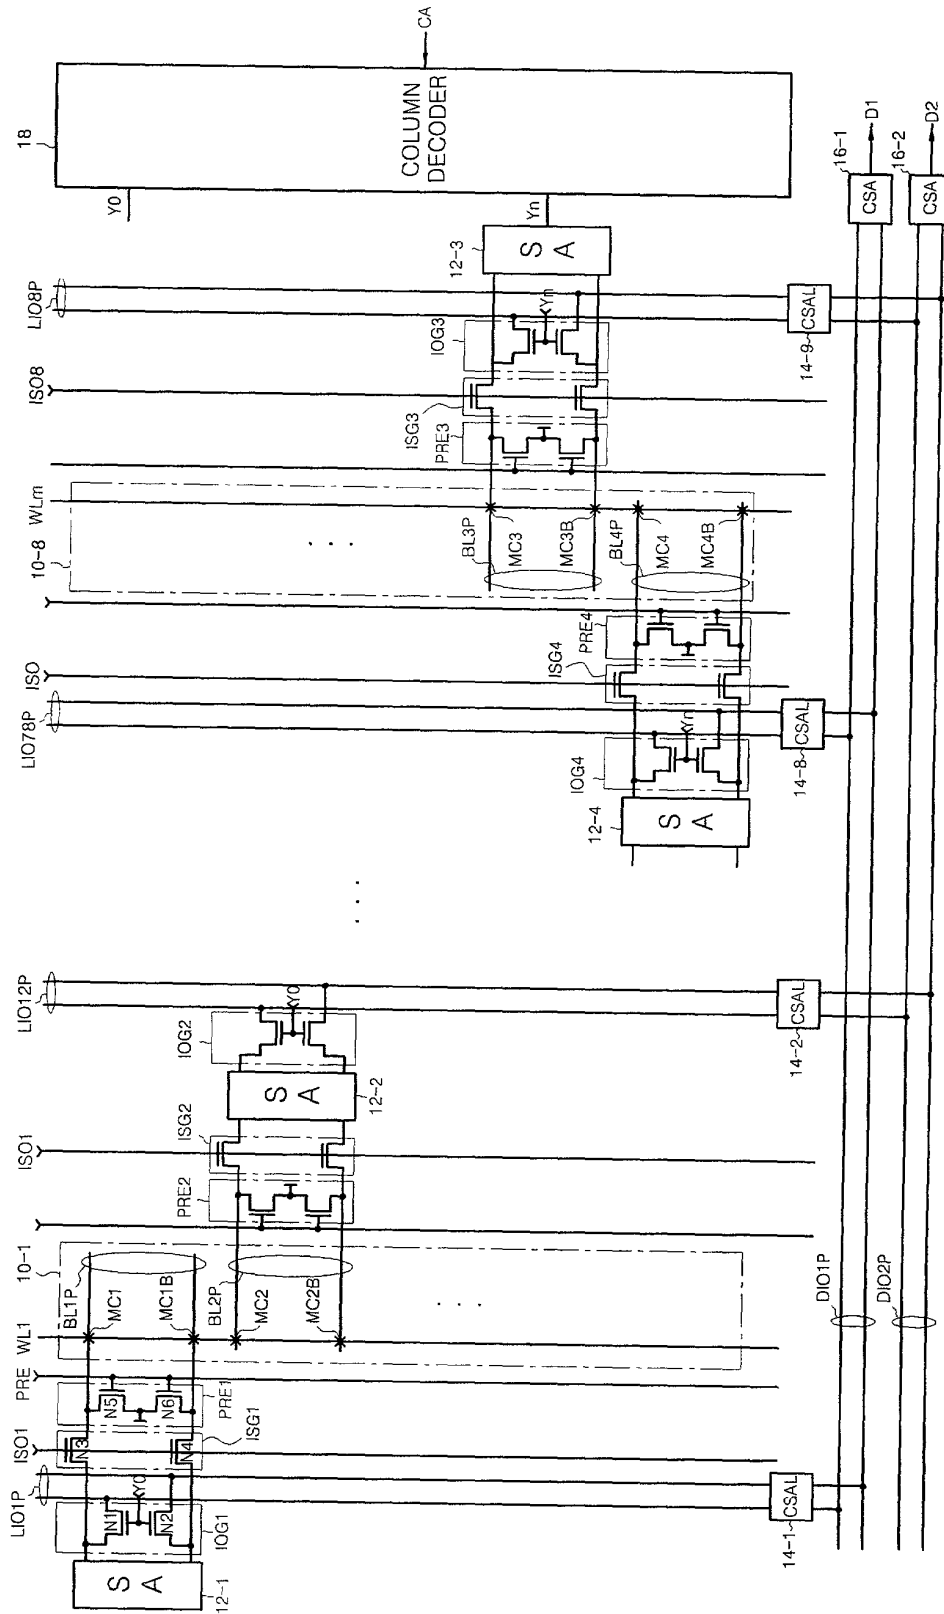 18
COLUMN DECODER
CA
Y0
Yn
16-1
CSA
D1
16-2
CSA
D2
12-3
S A
LIO8P
Yn
IOG3
14-9
CSAL
ISO8
ISG3
PRE3
WLm
10-8
BL3P
MC3
MC3B
BL4P
MC4
MC4B
. . .
PRE4
ISO
ISG4
LIO78P
Yn
IOG4
14-8
CSAL
12-4
S A
. . .
LIO12P
Y0
IOG2
14-2
CSAL
S A
12-2
ISG2
ISO1
PRE2
10-1
BL1P
MC1
MC1B
BL2P
MC2
MC2B
. . .
DIO1P
DIO2P
WL1
PRE
N5
N6
PRE1
ISO1
N3
N4
ISG1
LIO1P
N1
Y0
N2
IOG1
14-1
CSAL
S A
12-1